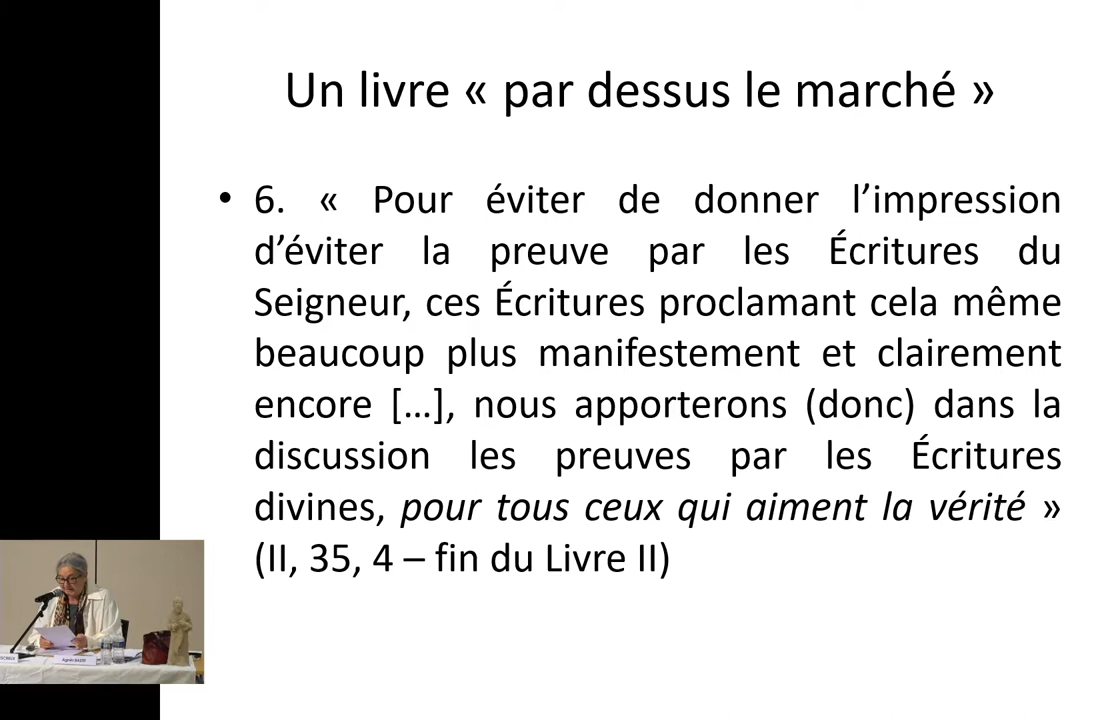 Un livre « par dessus le marché »
• 6. « Pour éviter de donner l’impression
d’éviter la preuve par les Écritures du
Seigneur, ces Écritures proclamant cela même
beaucoup plus manifestement et clairement
encore […], nous apporterons (donc) dans la
discussion les preuves par les Écritures
divines, pour tous ceux qui aiment la vérité »
(II, 35, 4 – fin du Livre II)
Agnès